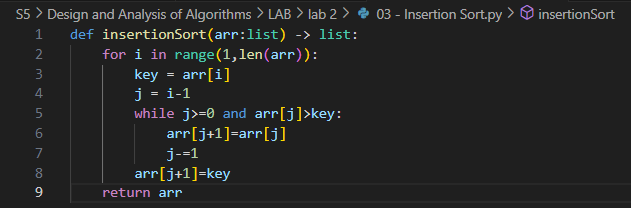 S5 > Design and Analysis of Algorithms > LAB > lab 2 > 03 - Insertion Sort.py > insertionSort
1 def insertionSort(arr:list) -> list:
2     for i in range(1,len(arr)):
3         key = arr[i]
4         j = i-1
5         while j>=0 and arr[j]>key:
6             arr[j+1]=arr[j]
7             j-=1
8         arr[j+1]=key
9     return arr